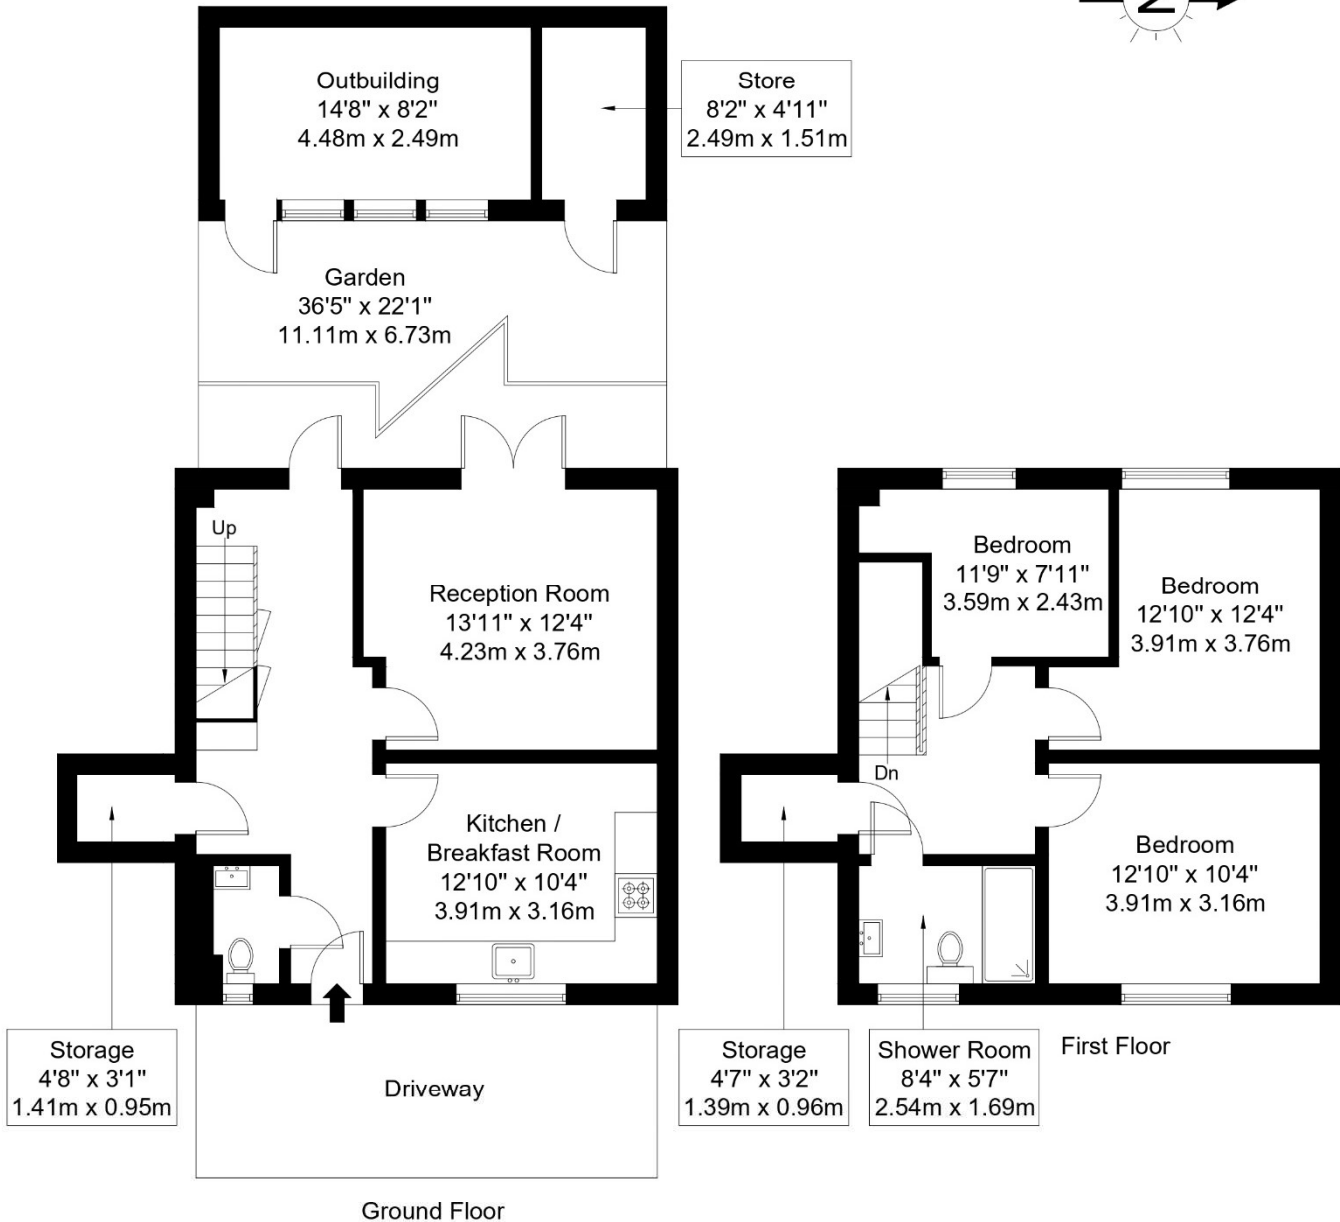 N
Outbuilding
14'8" x 8'2"
4.48m x 2.49m
Store
8'2" x 4'11"
2.49m x 1.51m
Garden
36'5" x 22'1"
11.11m x 6.73m
Up
Reception Room
13'11" x 12'4"
4.23m x 3.76m
Kitchen /
Breakfast Room
12'10" x 10'4"
3.91m x 3.16m
Storage
4'8" x 3'1"
1.41m x 0.95m
Driveway
Ground Floor
Bedroom
11'9" x 7'11"
3.59m x 2.43m
Bedroom
12'10" x 12'4"
3.91m x 3.76m
Dn
Bedroom
12'10" x 10'4"
3.91m x 3.16m
Storage
4'7" x 3'2"
1.39m x 0.96m
Shower Room
8'4" x 5'7"
2.54m x 1.69m
First Floor